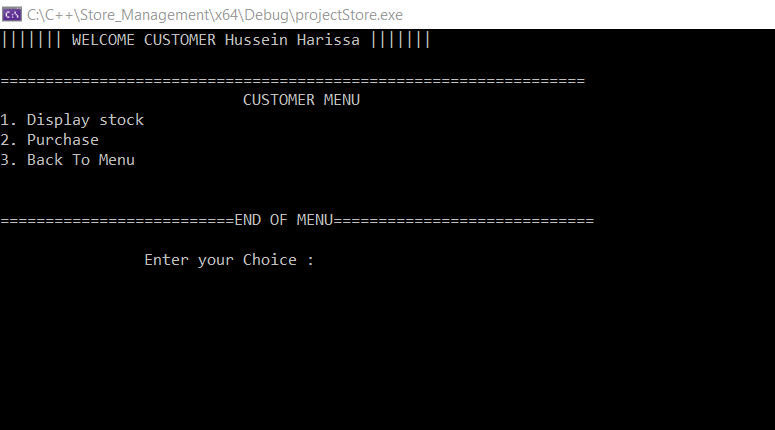 C:\C++\Store_Management\x64\Debug\projectStore.exe
||||||| WELCOME CUSTOMER Hussein Harissa |||||||
=================================================================
CUSTOMER MENU
1. Display stock
2. Purchase
3. Back To Menu
==========================END OF MENU=============================
Enter your Choice :